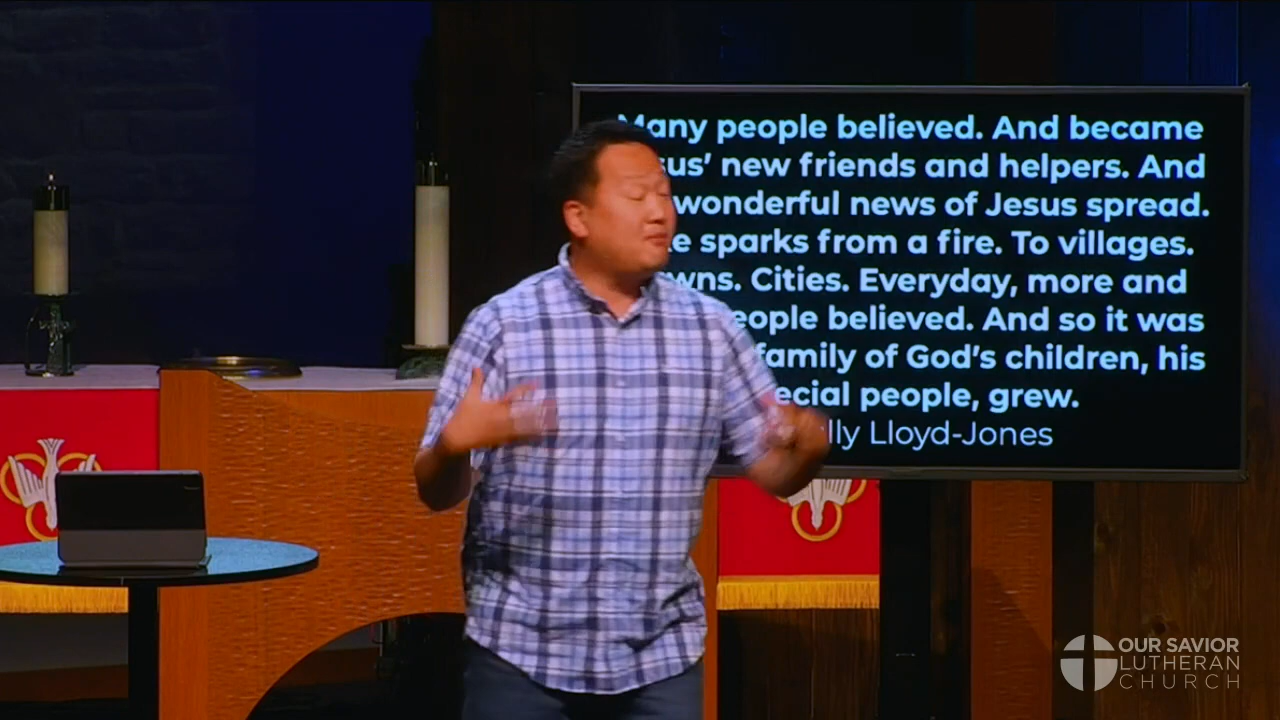 Many people believed. And became
sus' new friends and helpers. And
wonderful news of Jesus spread.
e sparks from a fire. To villages.
wns. Cities. Everyday, more and
eople believed. And so it was
family of God's children, his
ecial people, grew.
lly Lloyd-Jones
OUR SAVIOR
LUTHERAN
CHURCH